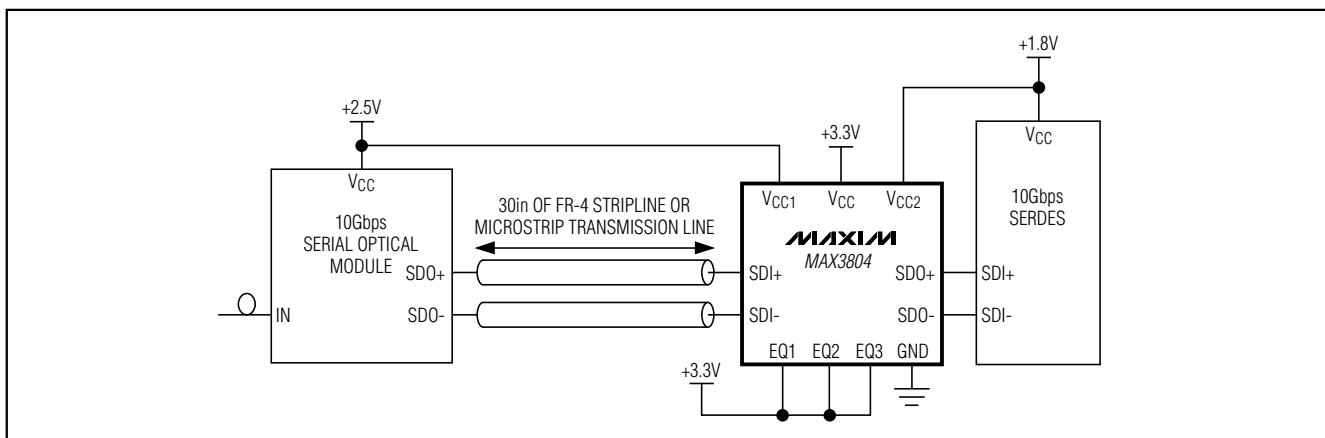 +1.8V
+2.5V
+3.3V
VCC
10Gbps
SERIAL OPTICAL
MODULE
SDO+
SDO-
IN
30in OF FR-4 STRIPLINE OR
MICROSTRIP TRANSMISSION LINE
VCC1 VCC VCC2
MAXIM
MAX3804
SDI+
SDI-
SDO+
SDO-
EQ1 EQ2 EQ3 GND
+3.3V
VCC
10Gbps
SERDES
SDI+
SDI-